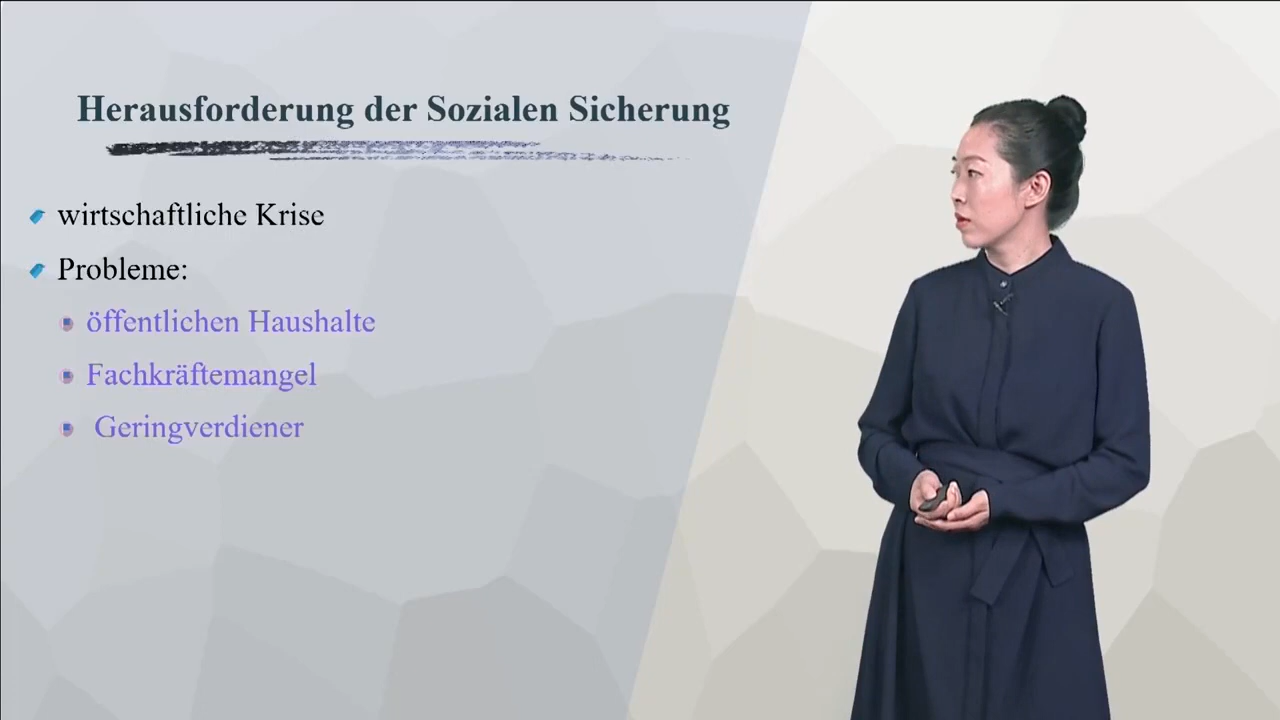 Herausforderung der Sozialen Sicherung
wirtschaftliche Krise
Probleme:
öffentlichen Haushalte
Fachkräftemangel
Geringverdiener